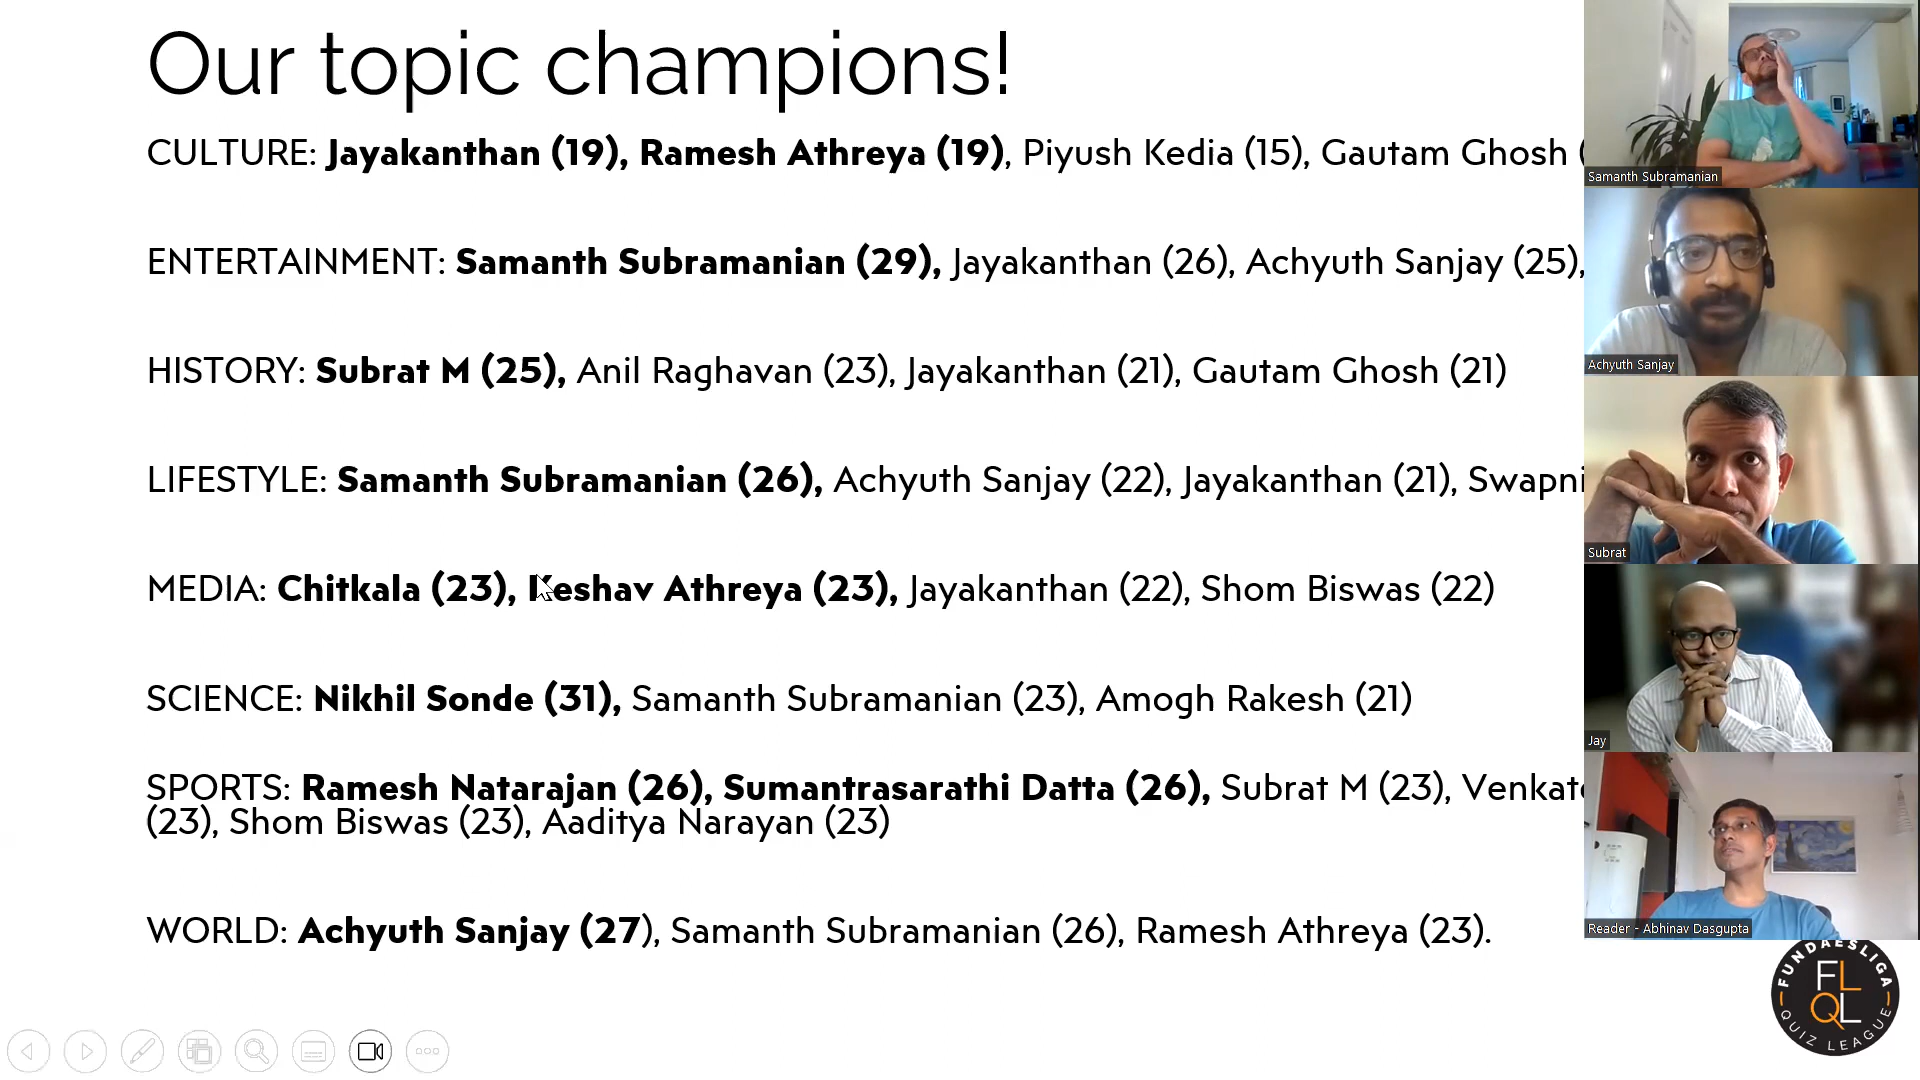 Our topic champions!
CULTURE: Jayakanthan (19), Ramesh Athreya (19), Piyush Kedia (15), Gautam Ghosh (
ENTERTAINMENT: Samanth Subramanian (29), Jayakanthan (26), Achyuth Sanjay (25),
HISTORY: Subrat M (25), Anil Raghavan (23), Jayakanthan (21), Gautam Ghosh (21)
LIFESTYLE: Samanth Subramanian (26), Achyuth Sanjay (22), Jayakanthan (21), Swapni
MEDIA: Chitkala (23), Keshav Athreya (23), Jayakanthan (22), Shom Biswas (22)
SCIENCE: Nikhil Sonde (31), Samanth Subramanian (23), Amogh Rakesh (21)
SPORTS: Ramesh Natarajan (26), Sumantrasarathi Datta (26), Subrat M (23), Venkat
(23), Shom Biswas (23), Aaditya Narayan (23)
WORLD: Achyuth Sanjay (27), Samanth Subramanian (26), Ramesh Athreya (23).
Samanth Subramanian
Achyuth Sanjay
Subrat
Jay
Reader - Abhinav Dasgupta
FUNDAESLIGA
FL
QL
QUIZ LEAGUE